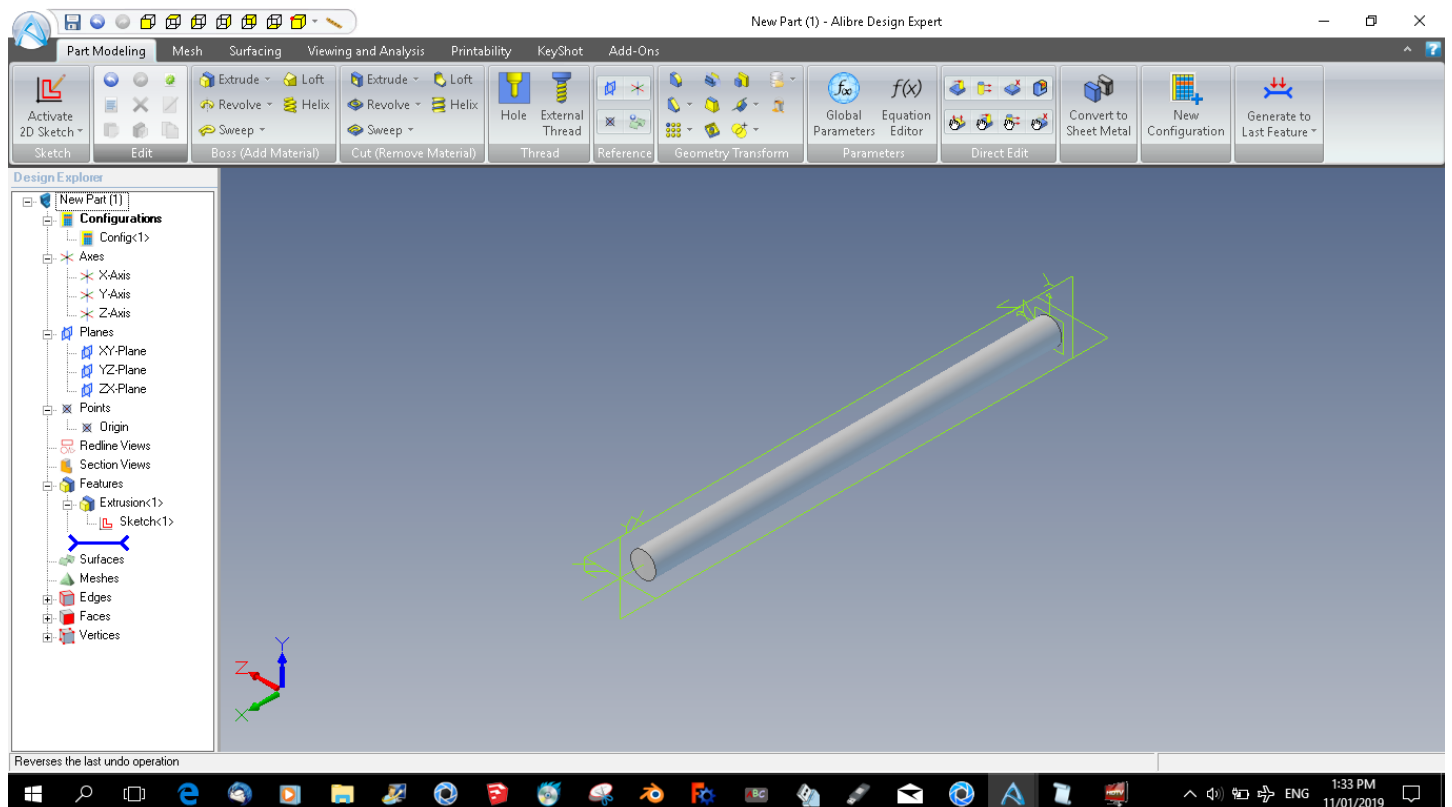 New Part (1) - Alibre Design Expert
Part Modeling Mesh Surfacing Viewing and Analysis Printability KeyShot Add-Ons
Extrude Loft Extrude Loft
Revolve Helix Revolve Helix
Sweep Sweep
Activate
2D Sketch
Hole
External
Thread
Global
Parameters
f(x)
Equation
Editor
Convert to
Sheet Metal
New
Configuration
Generate to
Last Feature
Sketch Edit Boss (Add Material) Cut (Remove Material) Thread Reference Geometry Transform Parameters Direct Edit
Design Explorer
New Part (1)
Configurations
Config<1>
Axes
X-Axis
Y-Axis
Z-Axis
Planes
XY-Plane
YZ-Plane
ZX-Plane
Points
Origin
Redline Views
Section Views
Features
Extrusion<1>
Sketch<1>
Surfaces
Meshes
Edges
Faces
Vertices
Y
Z
X
Reverses the last undo operation
ENG
1:33 PM
11/01/2019